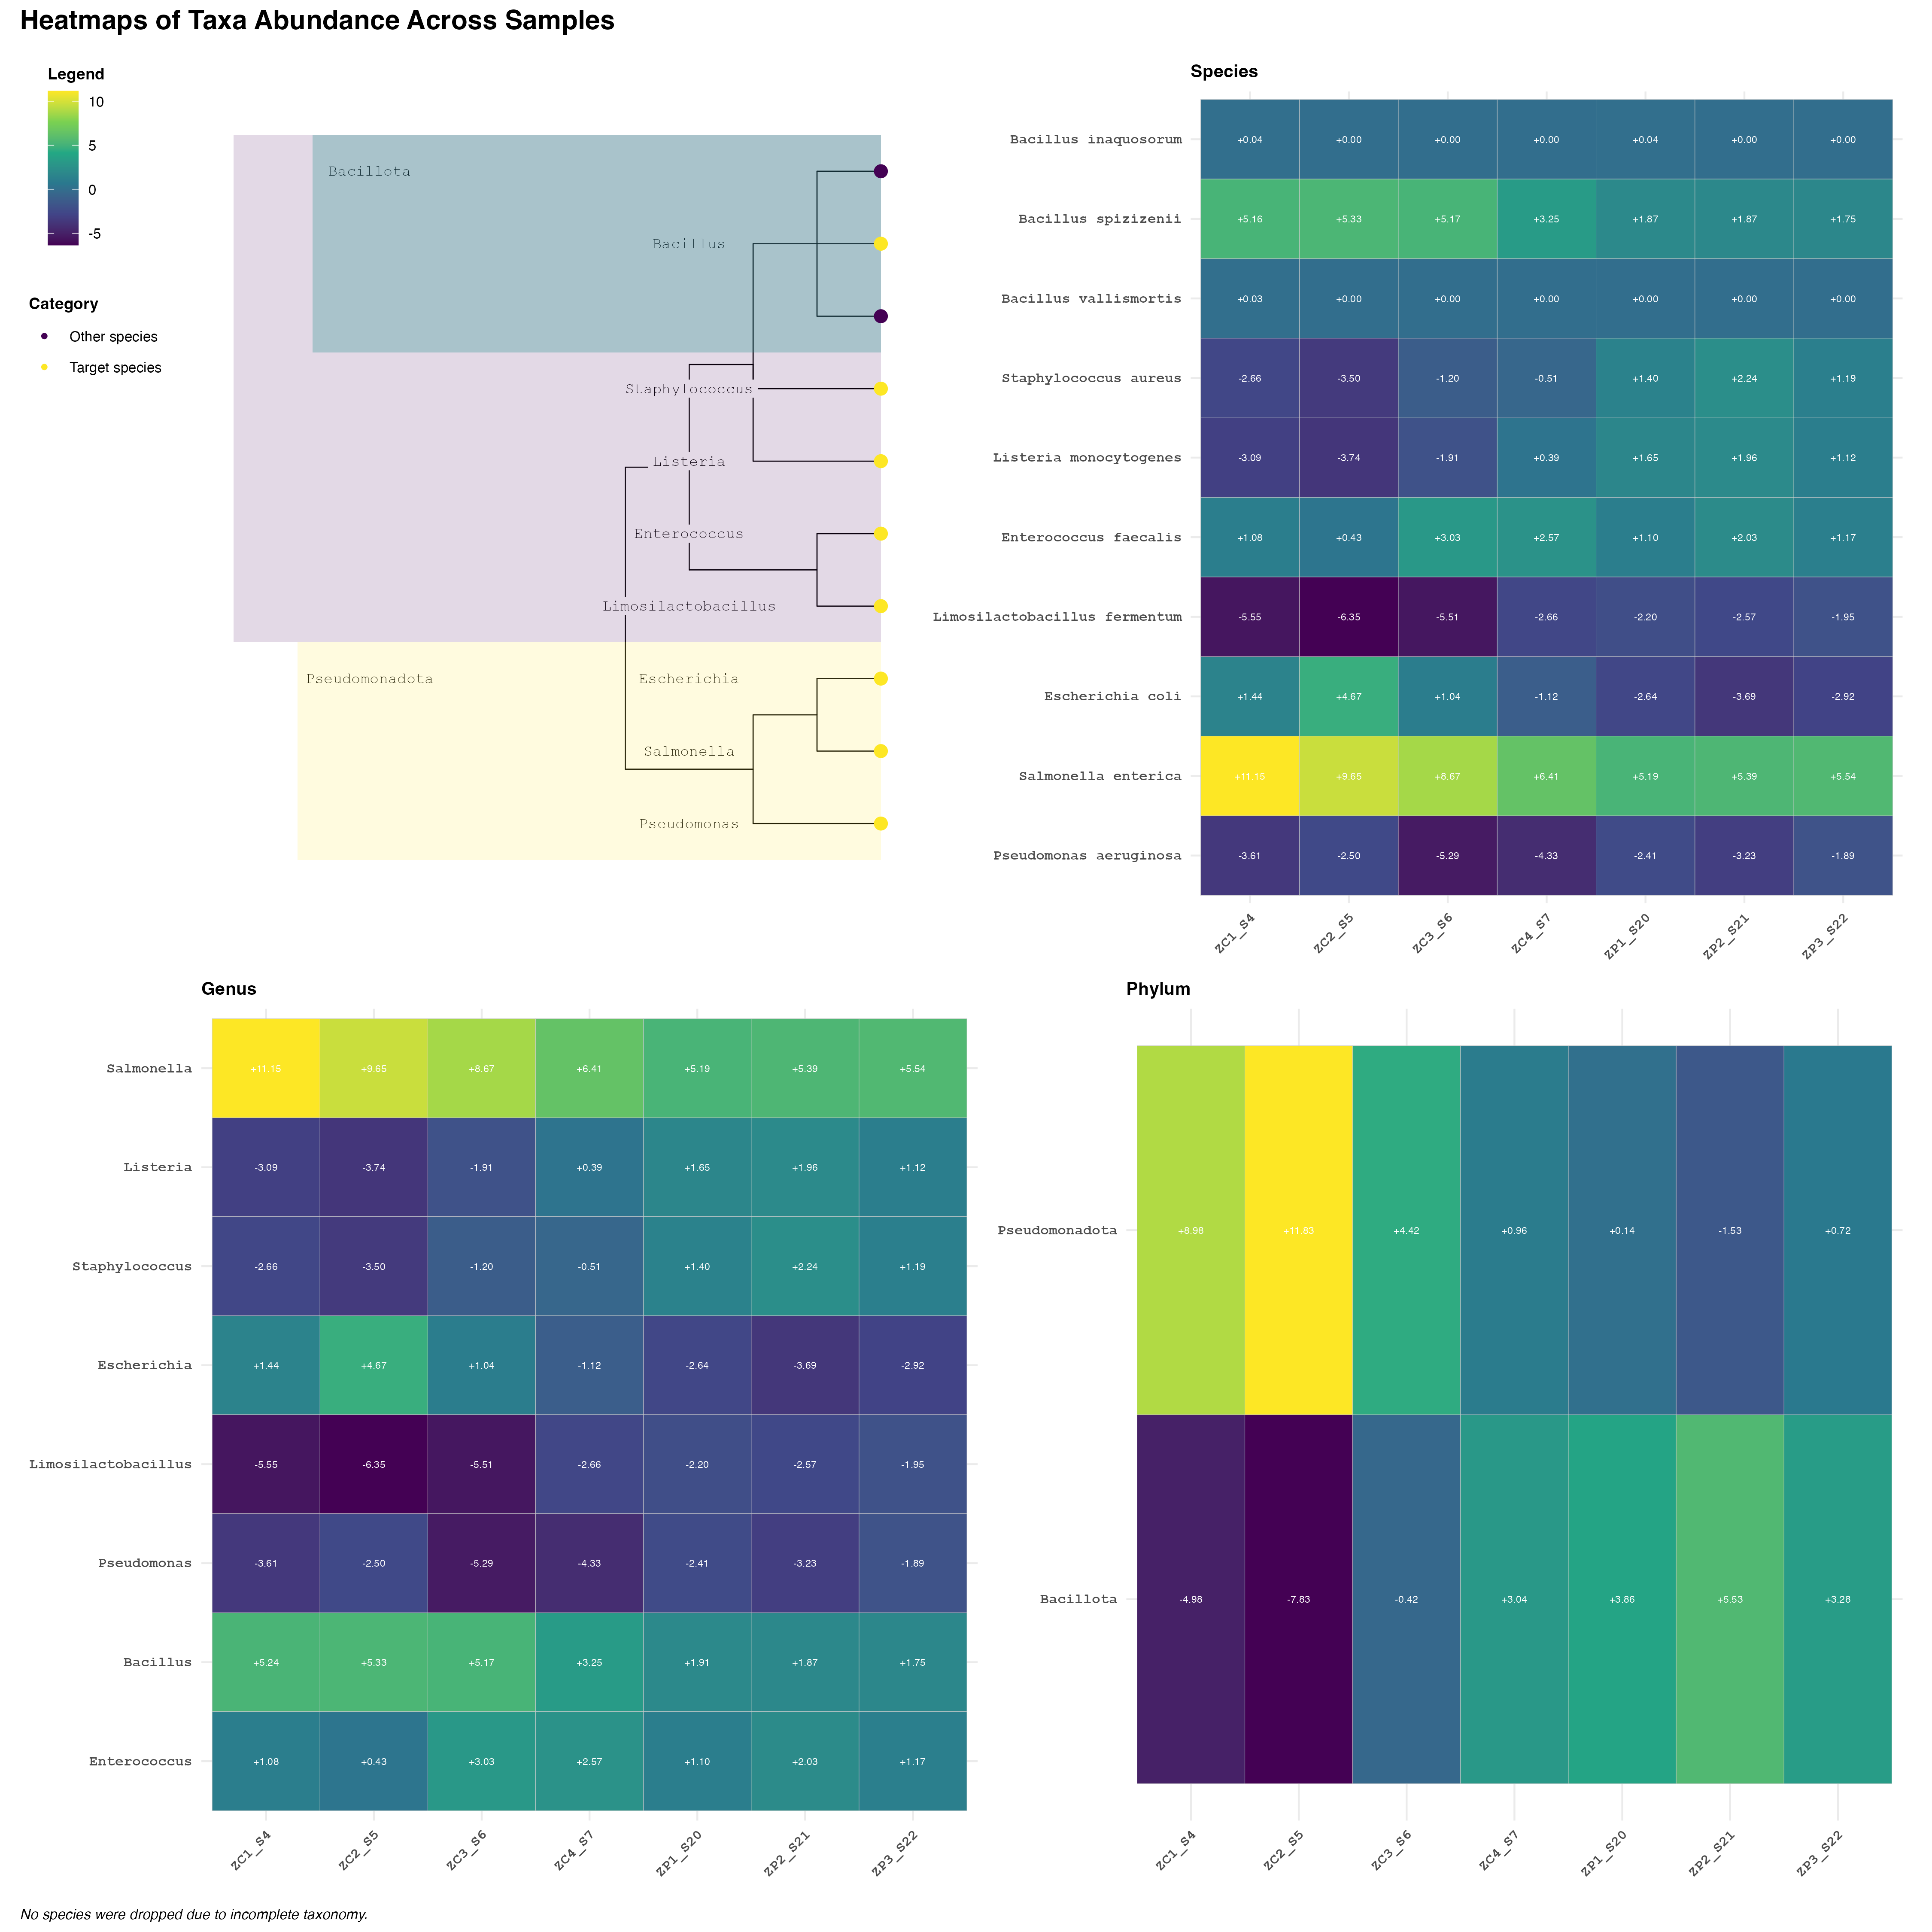 Heatmaps of Taxa Abundance Across Samples
Legend
10
5
0
-5
Category
Other species
Target species
Bacillota
Bacillus
Staphylococcus
Listeria
Enterococcus
Limosilactobacillus
Pseudomonadota Escherichia
Salmonella
Pseudomonas
Species
Bacillus inaquosorum +0.04 +0.00 +0.00 +0.00 +0.04 +0.00 +0.00
Bacillus spizizenii +5.16 +5.33 +5.17 +3.25 +1.87 +1.87 +1.75
Bacillus vallismortis +0.03 +0.00 +0.00 +0.00 +0.00 +0.00 +0.00
Staphylococcus aureus -2.66 -3.50 -1.20 -0.51 +1.40 +2.24 +1.19
Listeria monocytogenes -3.09 -3.74 -1.91 +0.39 +1.65 +1.96 +1.12
Enterococcus faecalis +1.08 +0.43 +3.03 +2.57 +1.10 +2.03 +1.17
Limosilactobacillus fermentum -5.55 -6.35 -5.51 -2.66 -2.20 -2.57 -1.95
Escherichia coli +1.44 +4.67 +1.04 -1.12 -2.64 -3.69 -2.92
Salmonella enterica +11.15 +9.65 +8.67 +6.41 +5.19 +5.39 +5.54
Pseudomonas aeruginosa -3.61 -2.50 -5.29 -4.33 -2.41 -3.23 -1.89
ZC1_S4 ZC2_S5 ZC3_S6 ZC4_S7 ZP1_S20 ZP2_S21 ZP3_S22
Genus
Salmonella +11.15 +9.65 +8.67 +6.41 +5.19 +5.39 +5.54
Listeria -3.09 -3.74 -1.91 +0.39 +1.65 +1.96 +1.12
Staphylococcus -2.66 -3.50 -1.20 -0.51 +1.40 +2.24 +1.19
Escherichia +1.44 +4.67 +1.04 -1.12 -2.64 -3.69 -2.92
Limosilactobacillus -5.55 -6.35 -5.51 -2.66 -2.20 -2.57 -1.95
Pseudomonas -3.61 -2.50 -5.29 -4.33 -2.41 -3.23 -1.89
Bacillus +5.24 +5.33 +5.17 +3.25 +1.91 +1.87 +1.75
Enterococcus +1.08 +0.43 +3.03 +2.57 +1.10 +2.03 +1.17
ZC1_S4 ZC2_S5 ZC3_S6 ZC4_S7 ZP1_S20 ZP2_S21 ZP3_S22
Phylum
Pseudomonadota +8.98 +11.83 +4.42 +0.96 +0.14 -1.53 +0.72
Bacillota -4.98 -7.83 -0.42 +3.04 +3.86 +5.53 +3.28
ZC1_S4 ZC2_S5 ZC3_S6 ZC4_S7 ZP1_S20 ZP2_S21 ZP3_S22
No species were dropped due to incomplete taxonomy.